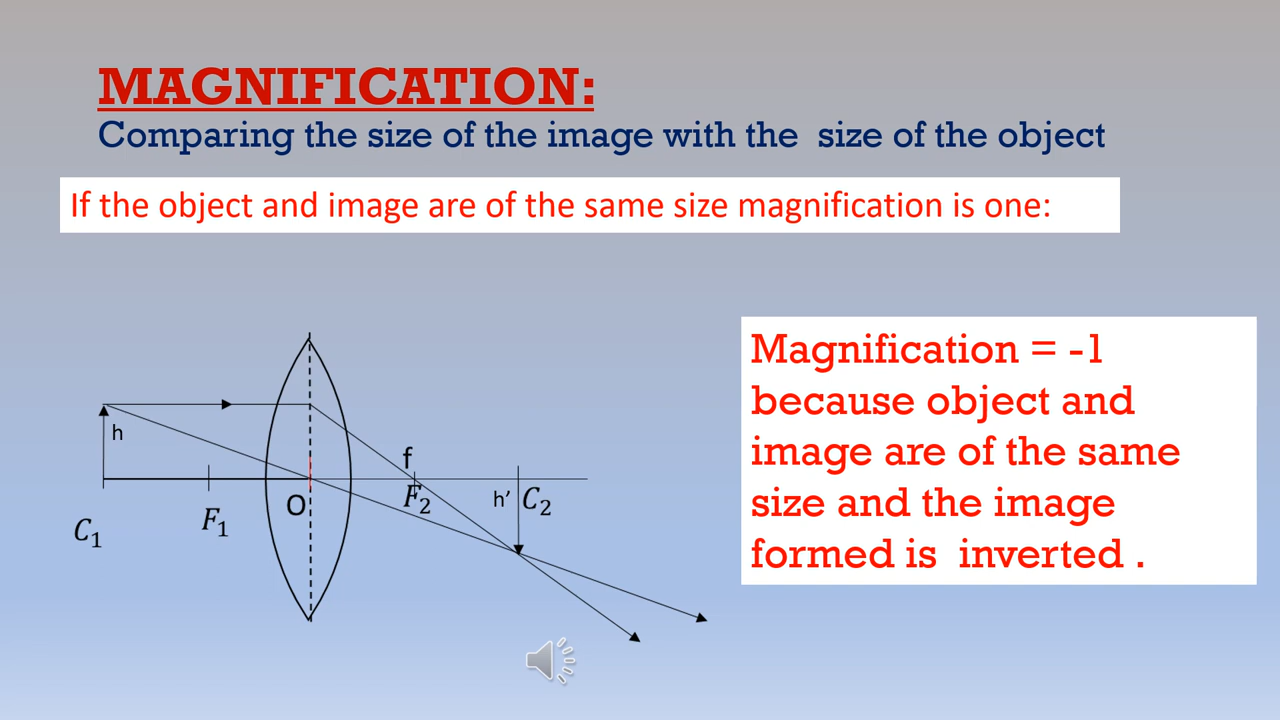 MAGNIFICATION:
Comparing the size of the image with the size of the object
If the object and image are of the same size magnification is one:
h
C₁
F₁
O
f
F₂
h’
C₂
Magnification = -1
because object and
image are of the same
size and the image
formed is inverted .